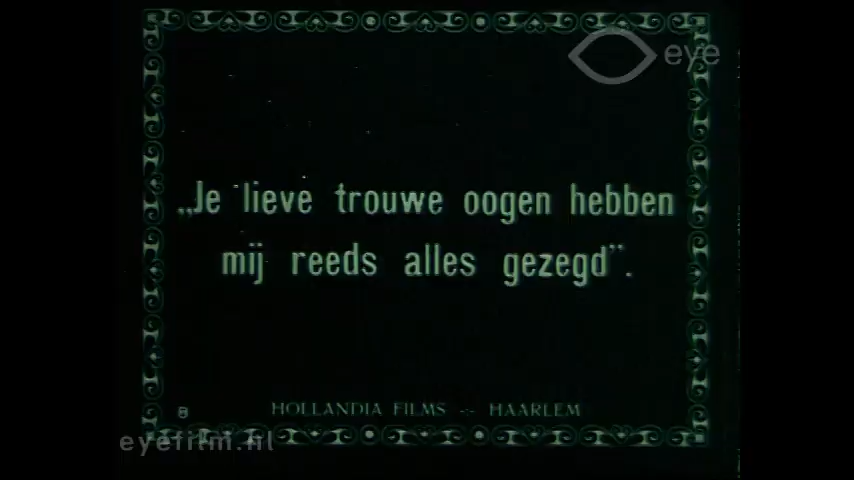 eye
„Je lieve trouwe oogen hebben
mij reeds alles gezegd”.
8
HOLLANDIA FILMS -:- HAARLEM
eyefilm.nl